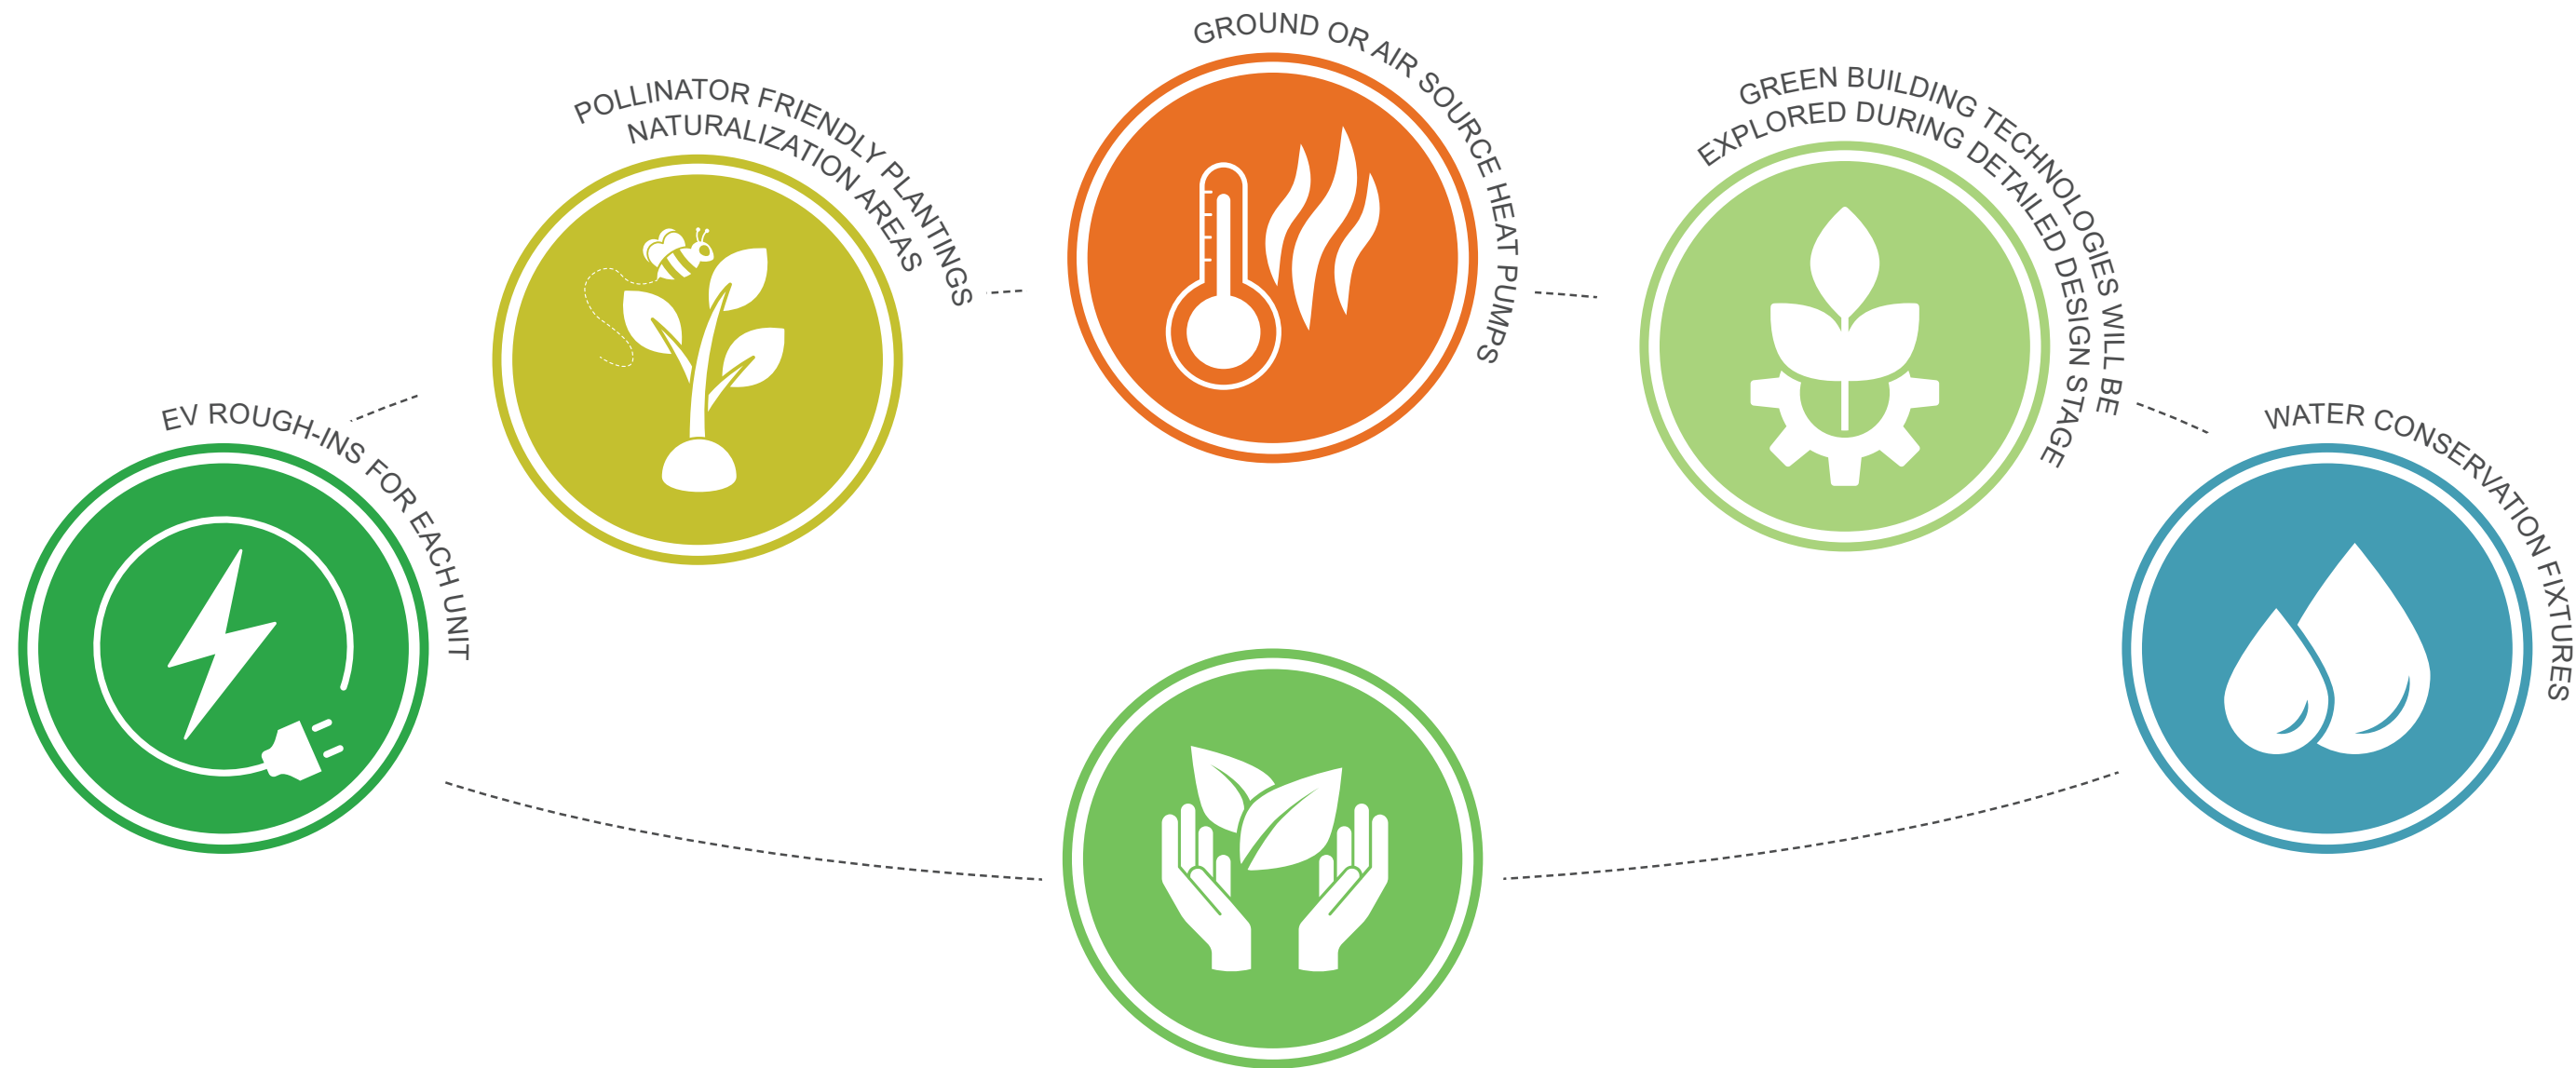 EV ROUGH-INS FOR EACH UNIT
POLLINATOR FRIENDLY PLANTINGS
NATURALIZATION AREAS
GROUND OR AIR SOURCE HEAT PUMPS
GREEN BUILDING TECHNOLOGIES WILL BE
EXPLORED DURING DETAILED DESIGN STAGE
WATER CONSERVATION FIXTURES